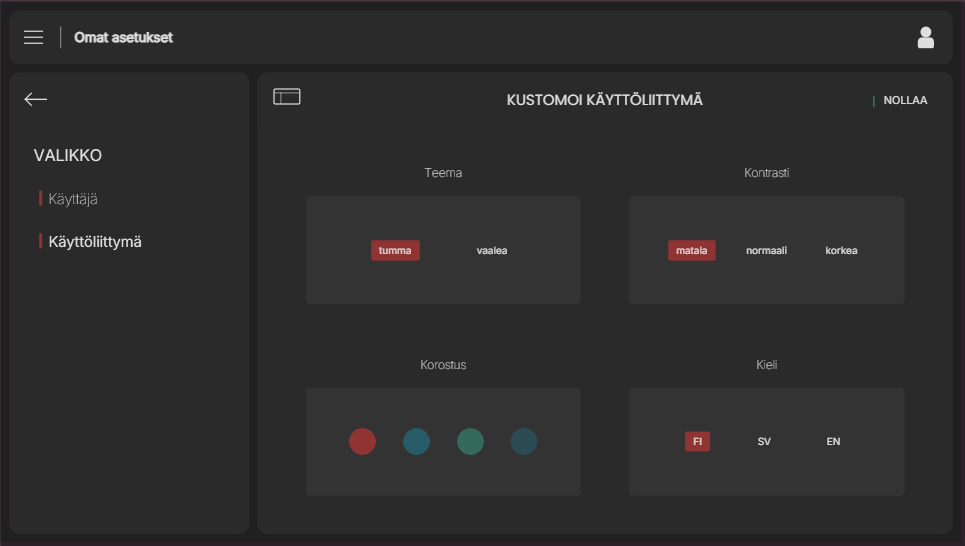 Omat asetukset
VALIKKO
Käyttäjä
Käyttöliittymä
KUSTOMOI KÄYTTÖLIITTYMÄ
NOLLAA
Teema
tumma vaalea
Kontrasti
matala normaali korkea
Korostus
Kieli
FI SV EN